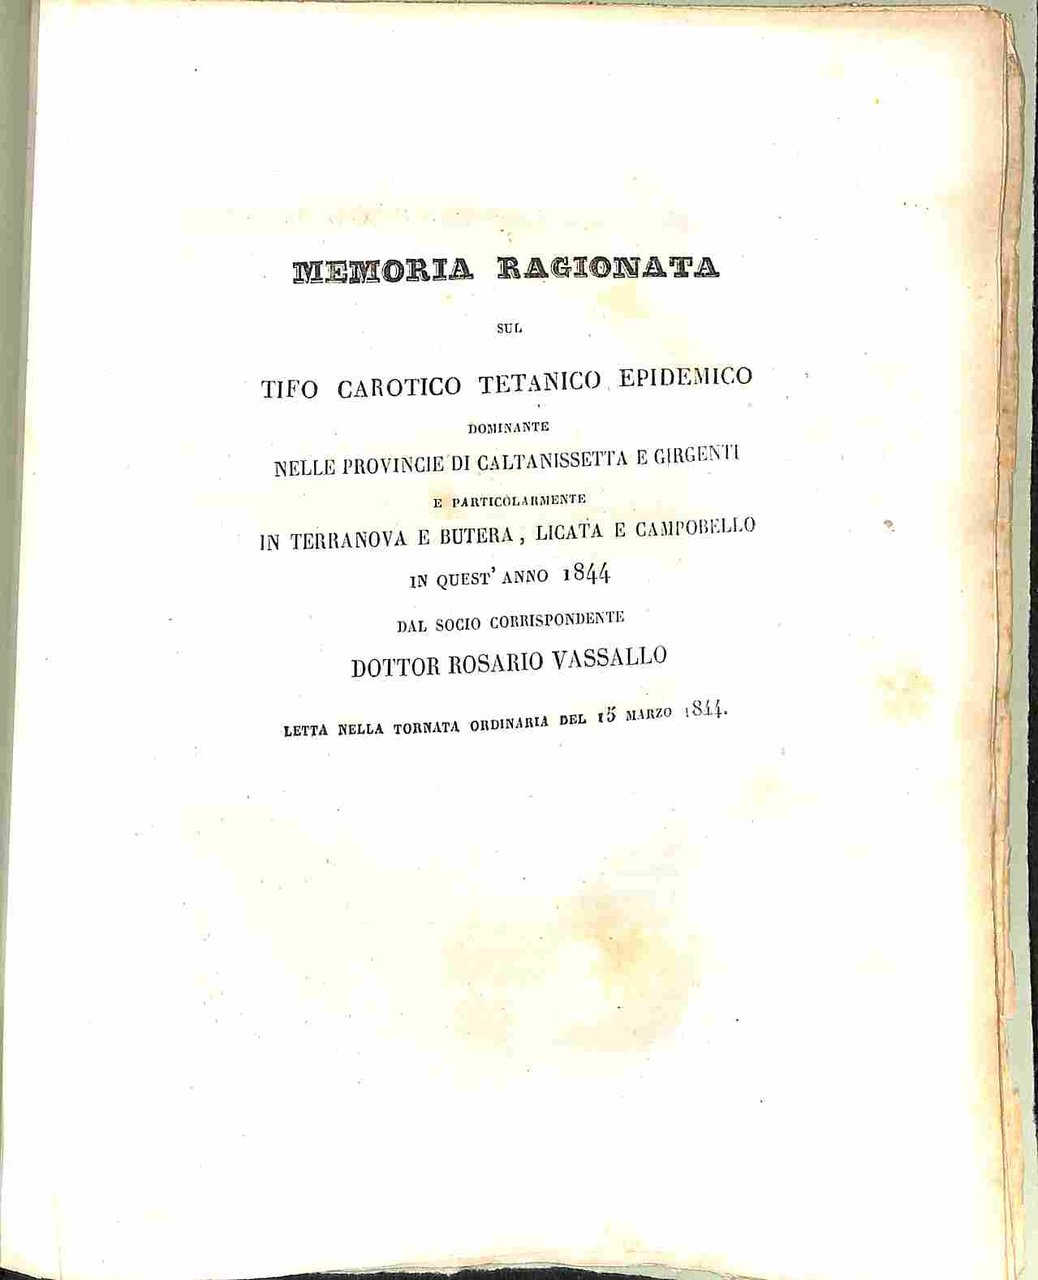 MEMORIA RAGIONATA
SUL
TIFO CAROTICO TETANICO EPIDEMICO
DOMINANTE
NELLE PROVINCIE DI CALTANISSETTA E GIRGENTI
E PARTICOLARMENTE
IN TERRANOVA E BUTERA, LICATA E CAMPOBELLO
IN QUEST' ANNO 1844
DAL SOCIO CORRISPONDENTE
DOTTOR ROSARIO VASSALLO
LETTA NELLA TORNATA ORDINARIA DEL 15 MARZO 1844.